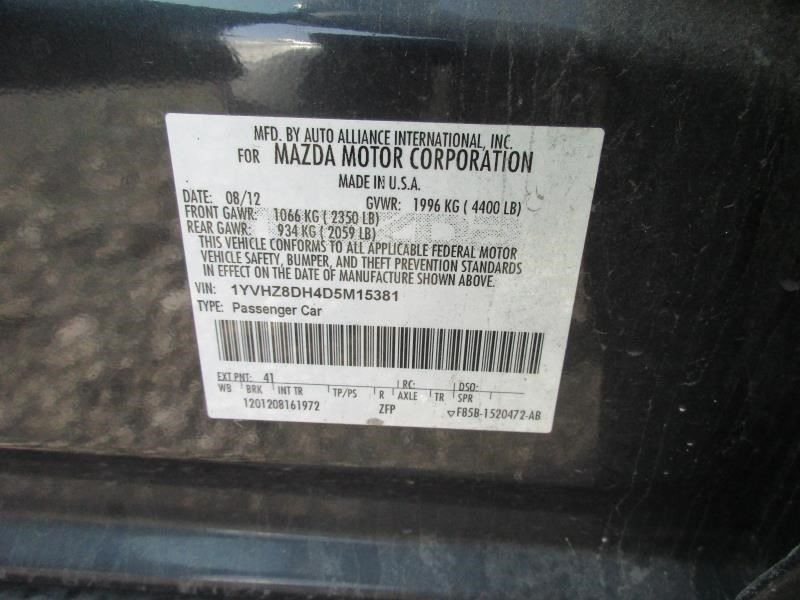 MFD. BY AUTO ALLIANCE INTERNATIONAL, INC.
FOR MAZDA MOTOR CORPORATION
MADE IN U.S.A.
DATE: 08/12 GVWR: 1996 KG ( 4400 LB)
FRONT GAWR: 1066 KG ( 2350 LB)
REAR GAWR: 934 KG ( 2059 LB)
THIS VEHICLE CONFORMS TO ALL APPLICABLE FEDERAL MOTOR
VEHICLE SAFETY, BUMPER, AND THEFT PREVENTION STANDARDS
IN EFFECT ON THE DATE OF MANUFACTURE SHOWN ABOVE.
VIN: 1YVHZ8DH4D5M15381
TYPE: Passenger Car
EXT PNT: 41 RC: DSO:
WB BRK INT TR TP/PS R AXLE TR SPR
1201208161972 ZFP F85B-1520472-AB